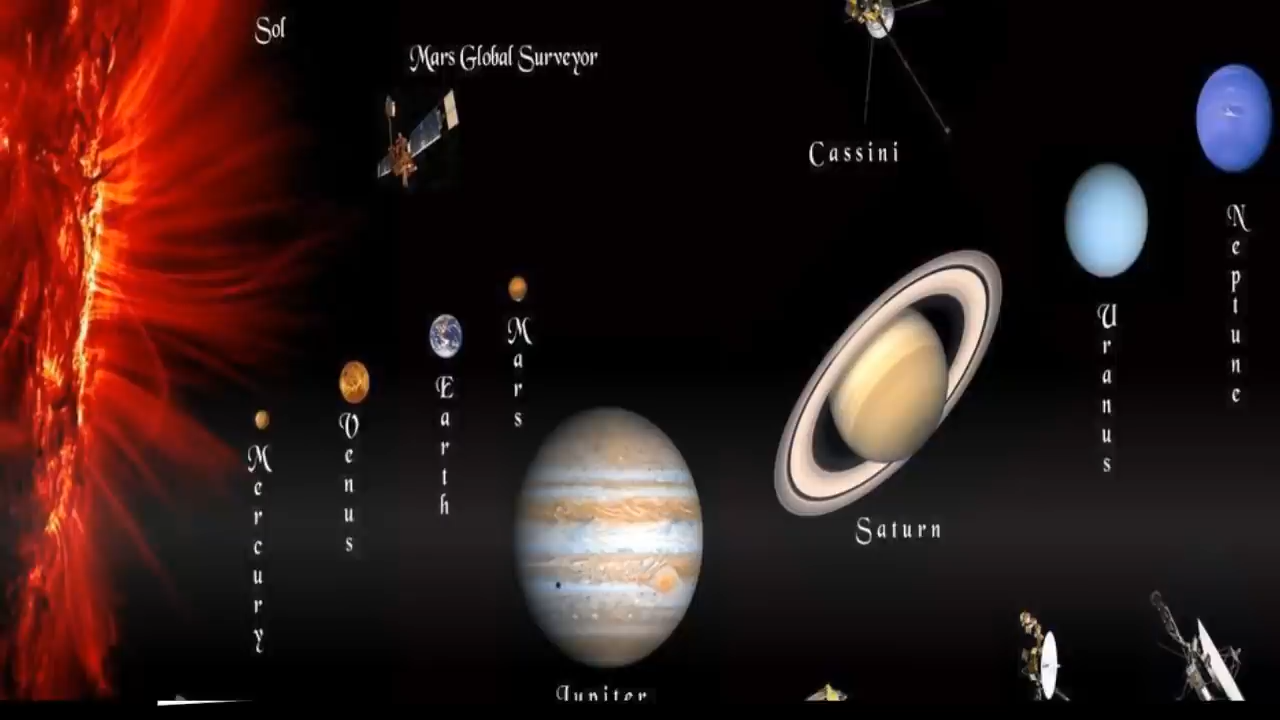 Sol
Mars Global Surveyor
Cassini
Neptune
Uranus
Mars
Earth
Venus
Mercury
Saturn
Jupiter